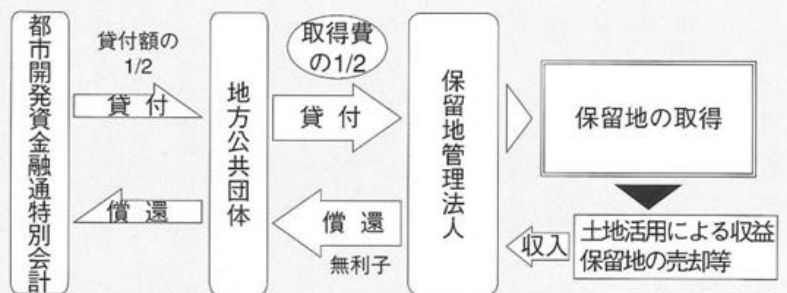 都市開発資金融通特別会計
貸付額の
1/2
貸付
償還
地方公共団体
取得費
の1/2
貸付
償還
無利子
保留地管理法人
保留地の取得
収入
土地活用による収益
保留地の売却等